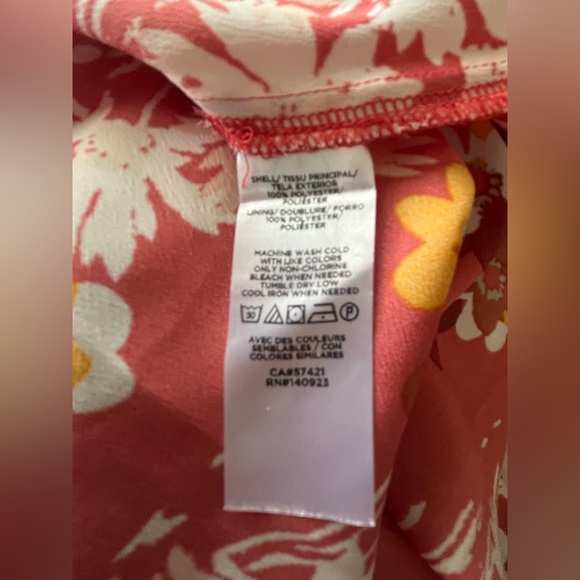 SHELL/ TISSU PRINCIPAL/
TELA EXTERIOR
100% POLYESTER/
POLIÉSTER
LINING/ DOUBLURE/ FORRO
100% POLYESTER/
POLIÉSTER
MACHINE WASH COLD
WITH LIKE COLORS
ONLY NON-CHLORINE
BLEACH WHEN NEEDED
TUMBLE DRY LOW
COOL IRON WHEN NEEDED
30 P
AVEC DES COULEURS
SEMBLABLES / CON
COLORES SIMILARES
CA#57421
RN#140923